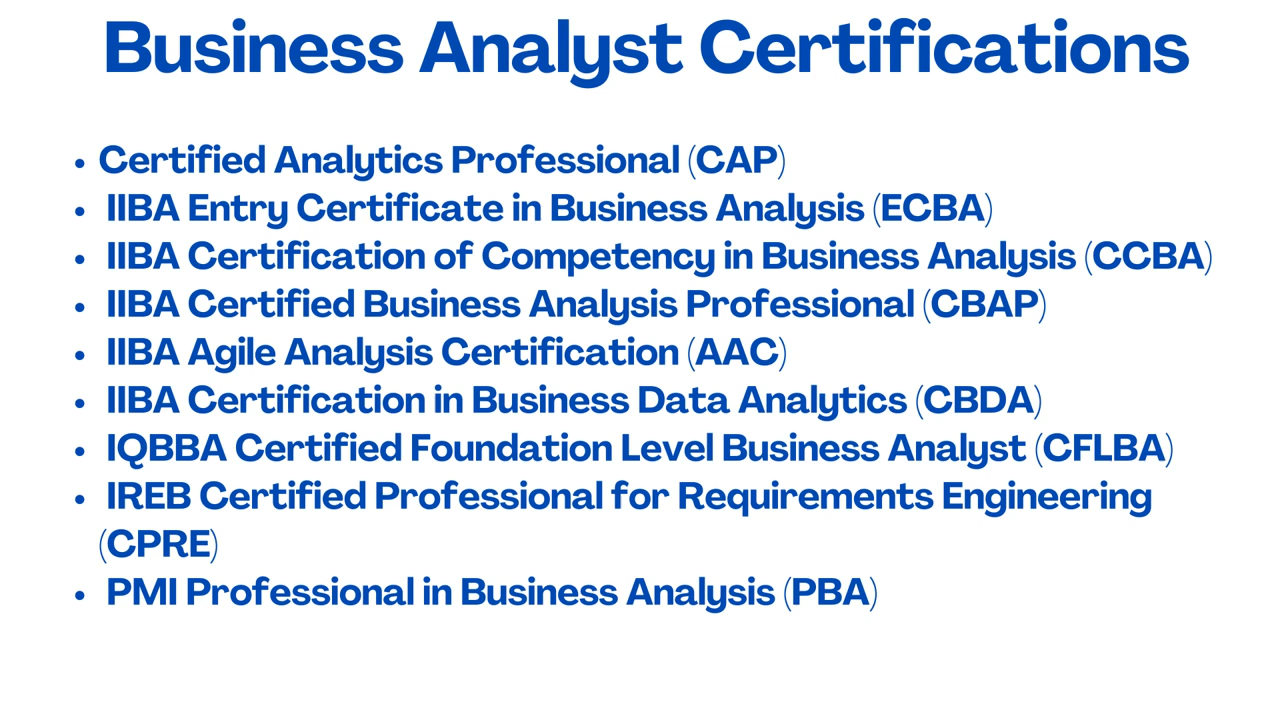 Business Analyst Certifications
• Certified Analytics Professional (CAP)
• IIBA Entry Certificate in Business Analysis (ECBA)
• IIBA Certification of Competency in Business Analysis (CCBA)
• IIBA Certified Business Analysis Professional (CBAP)
• IIBA Agile Analysis Certification (AAC)
• IIBA Certification in Business Data Analytics (CBDA)
• IQBBA Certified Foundation Level Business Analyst (CFLBA)
• IREB Certified Professional for Requirements Engineering
(CPRE)
• PMI Professional in Business Analysis (PBA)